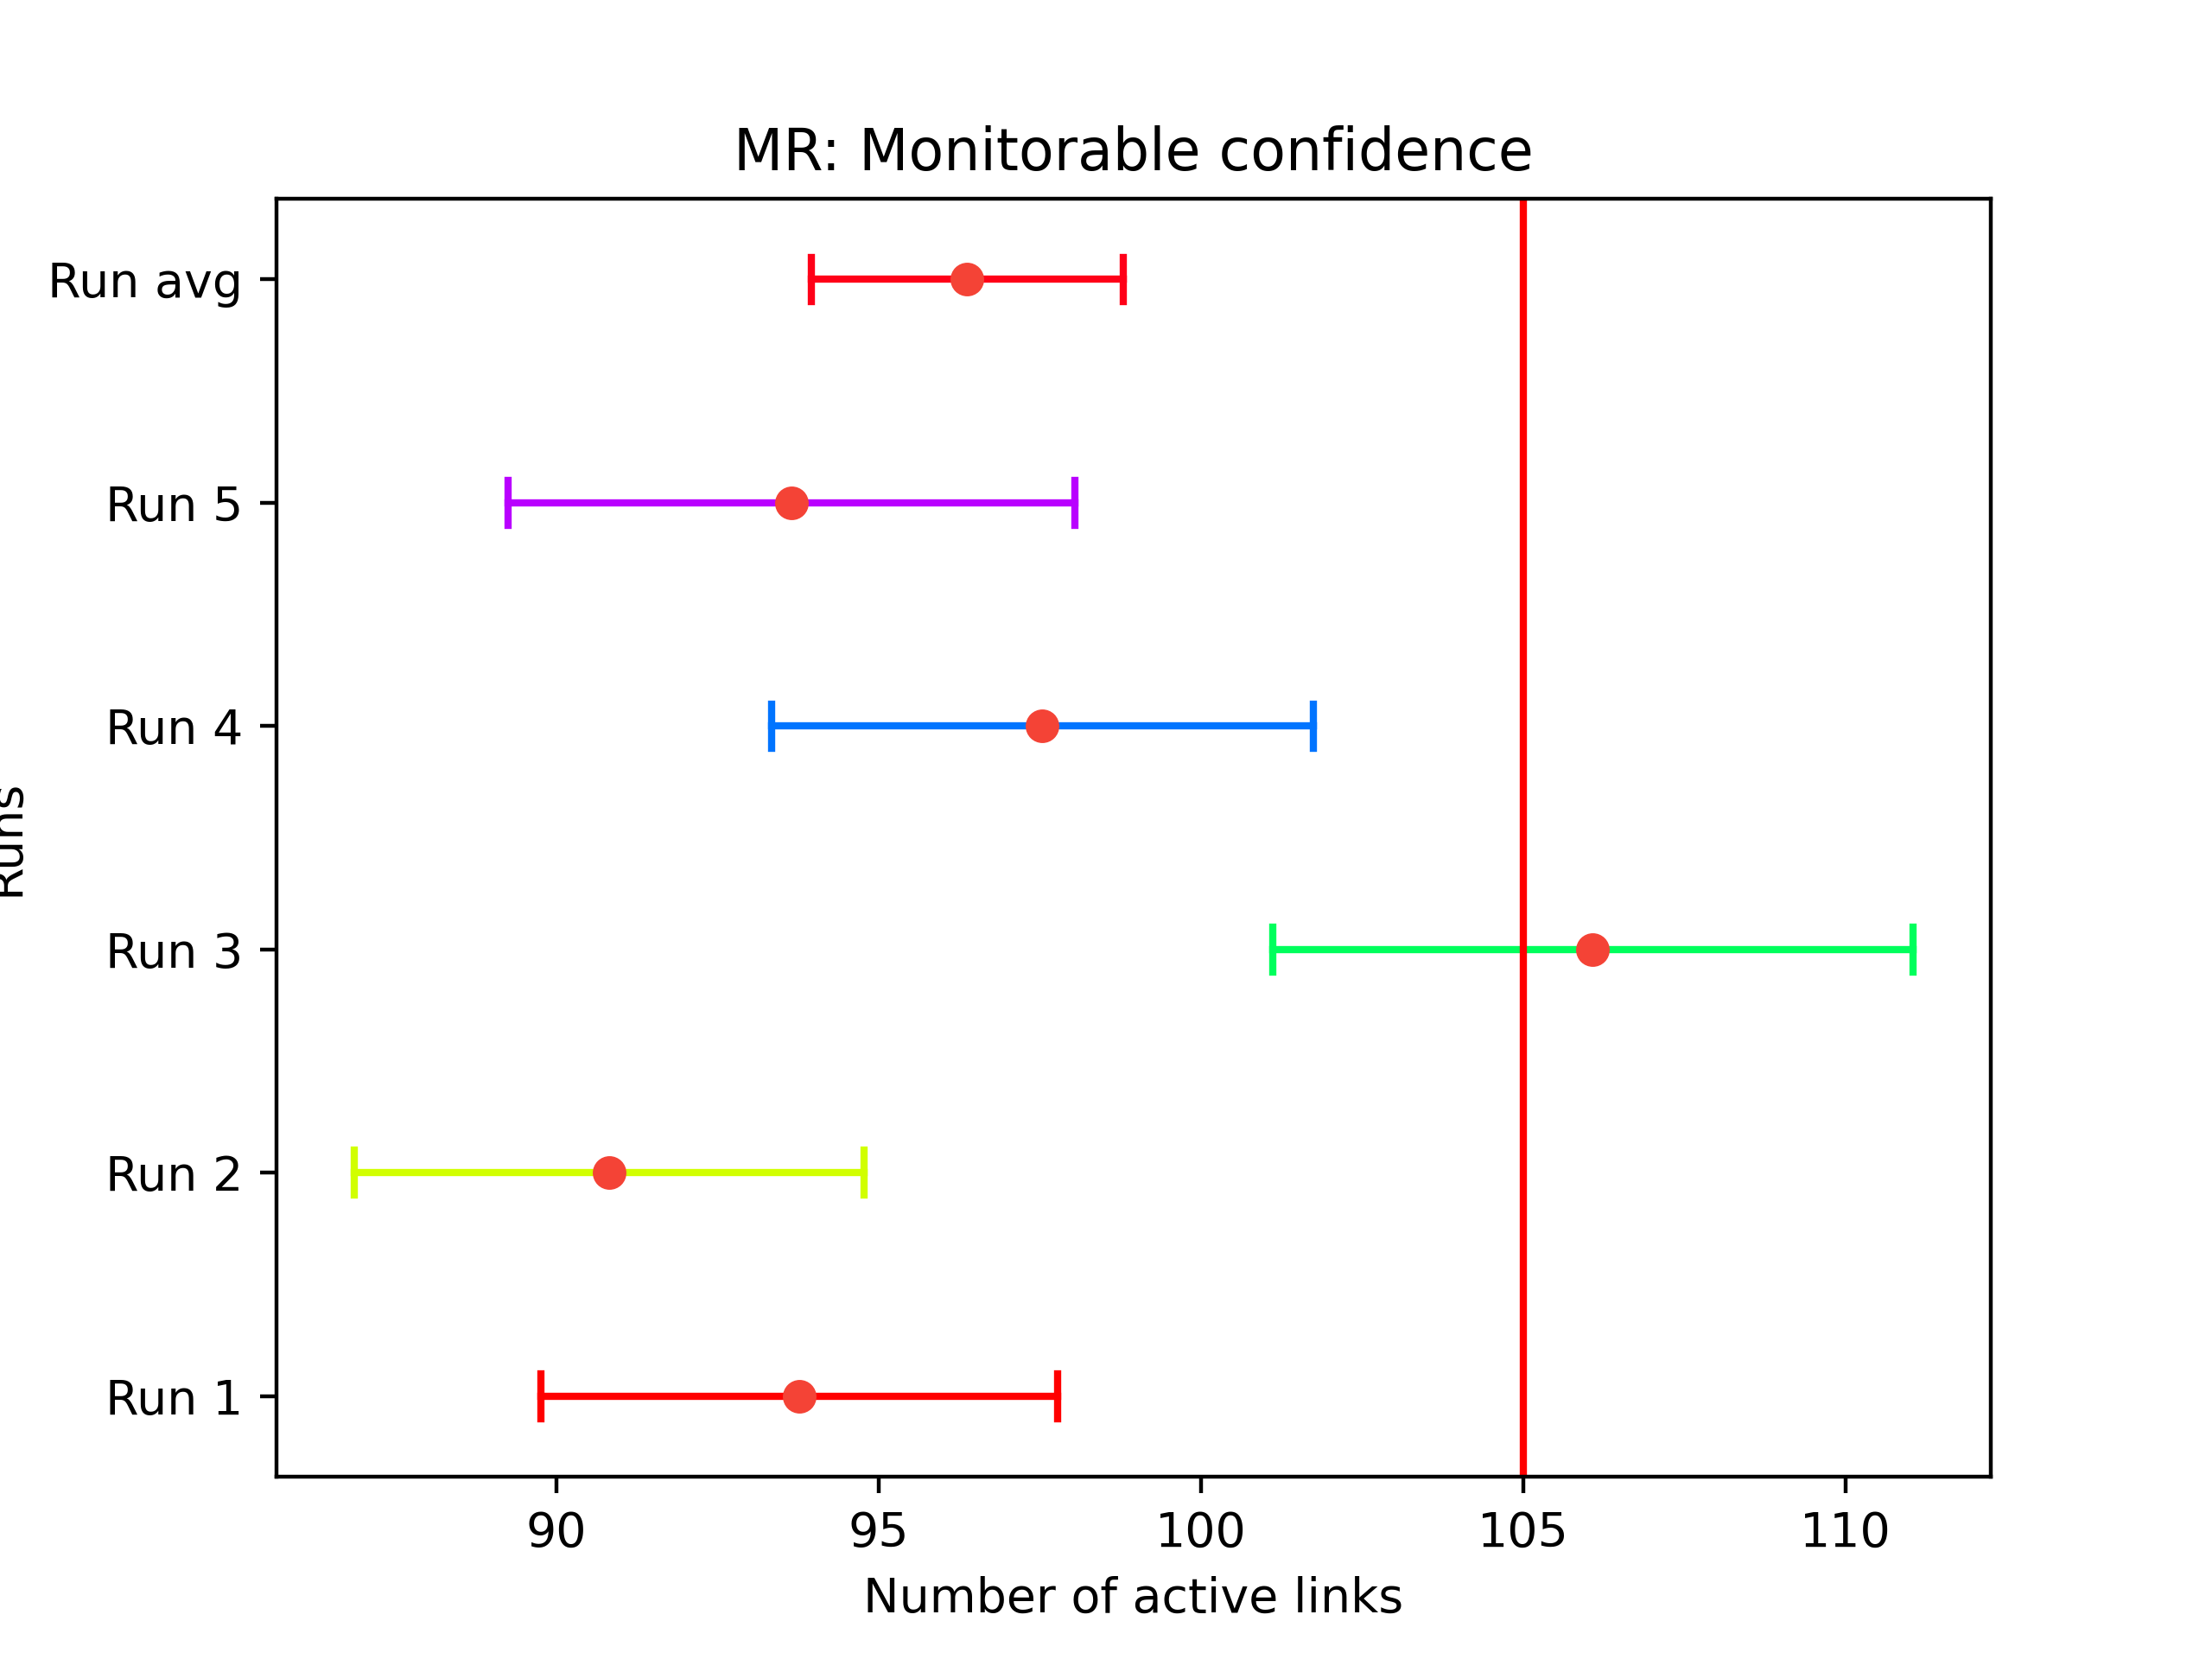 MR: Monitorable confidence
Run avg
Run 5
Run 4
Run 3
Run 2
Run 1
Runs
90 95 100 105 110
Number of active links